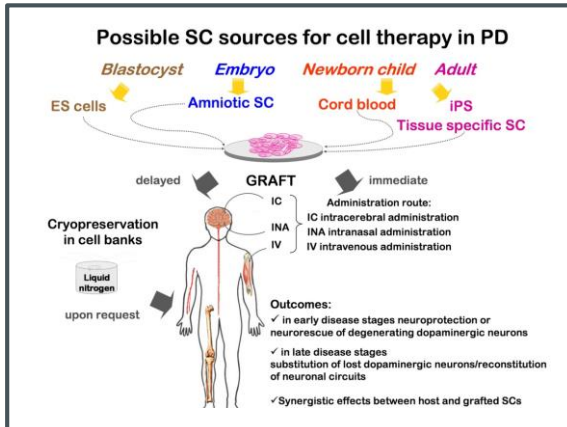 Possible SC sources for cell therapy in PD
Blastocyst Embryo Newborn child Adult
ES cells Amniotic SC Cord blood iPS
Tissue specific SC
delayed GRAFT immediate
IC
INA
IV
Administration route:
IC intracerebral administration
INA intranasal administration
IV intravenous administration
Cryopreservation
in cell banks
Liquid
nitrogen
upon request
Outcomes:
✓ in early disease stages neuroprotection or
neurorescue of degenerating dopaminergic neurons
✓ in late disease stages
substitution of lost dopaminergic neurons/reconstitution
of neuronal circuits
✓Synergistic effects between host and grafted SCs